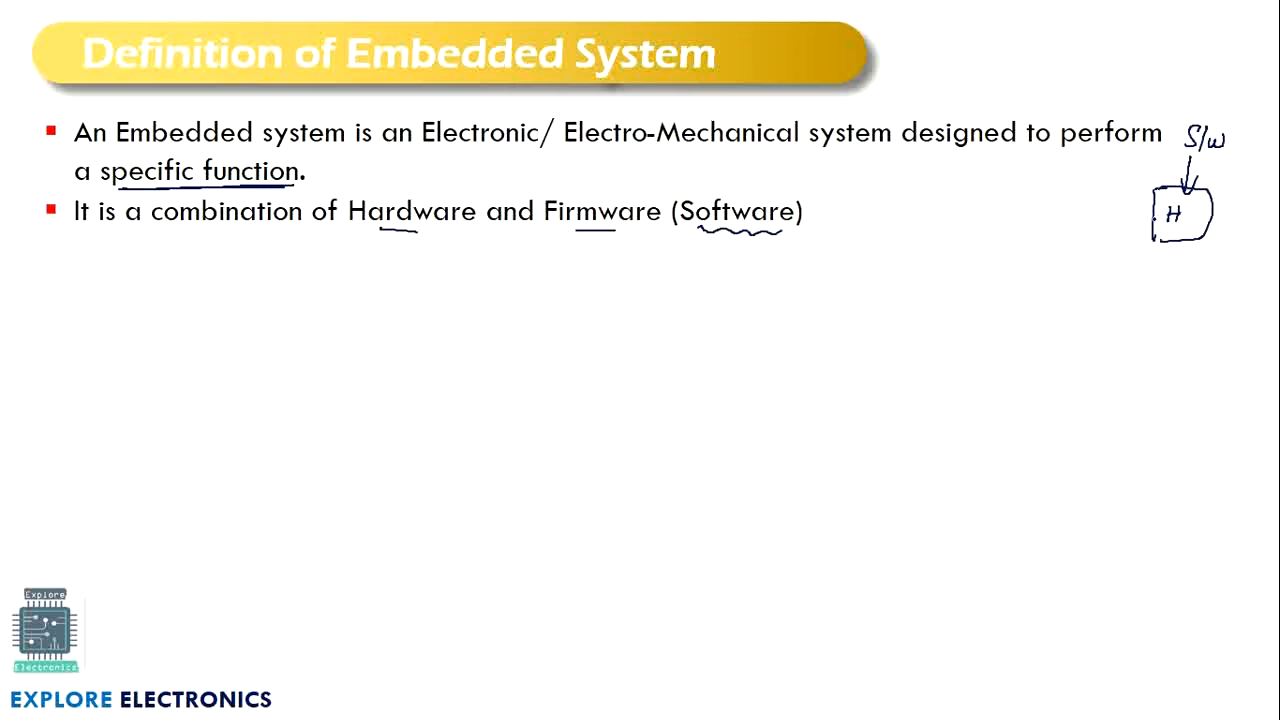 Definition of Embedded System
▪ An Embedded system is an Electronic/ Electro-Mechanical system designed to perform
a specific function.
▪ It is a combination of Hardware and Firmware (Software)
S/w
H
Explore
Electronics
EXPLORE ELECTRONICS